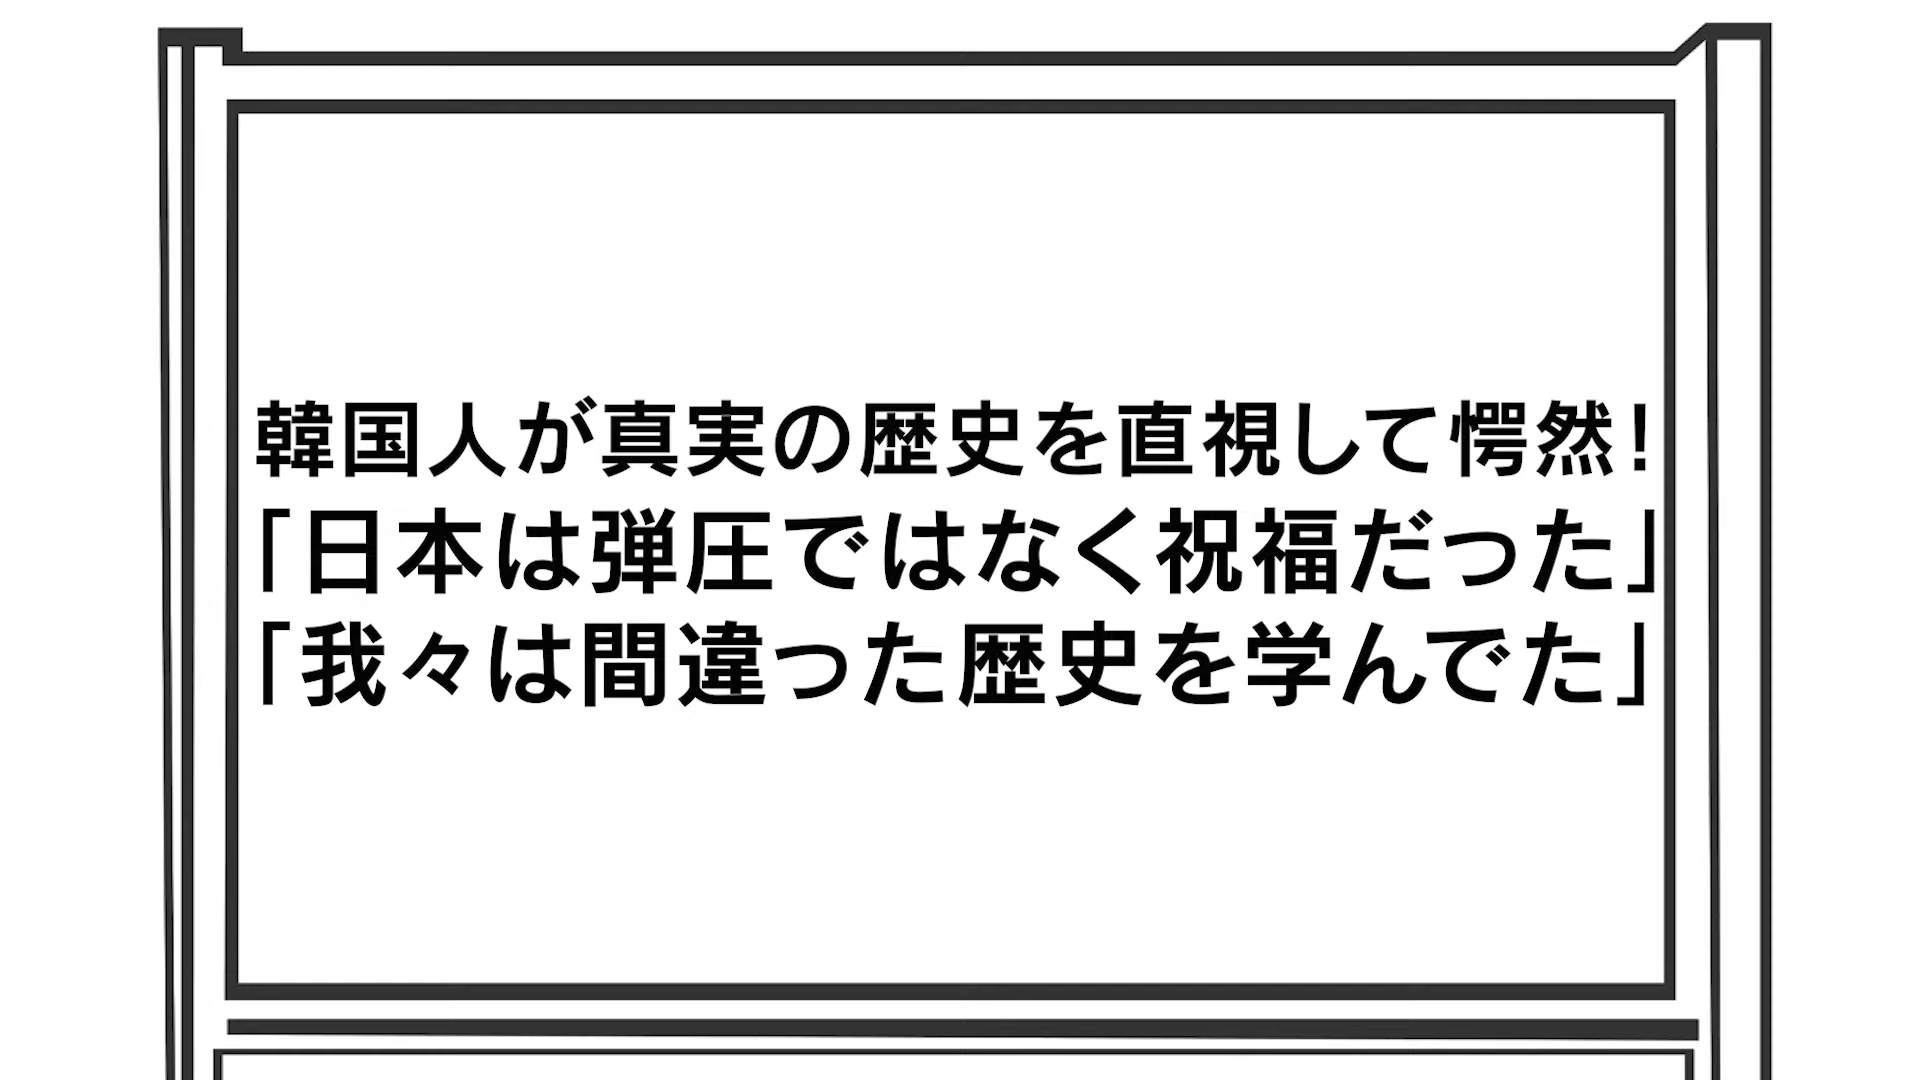 韓国人が真実の歴史を直視して愕然！
「日本は弾圧ではなく祝福だった」
「我々は間違った歴史を学んでた」